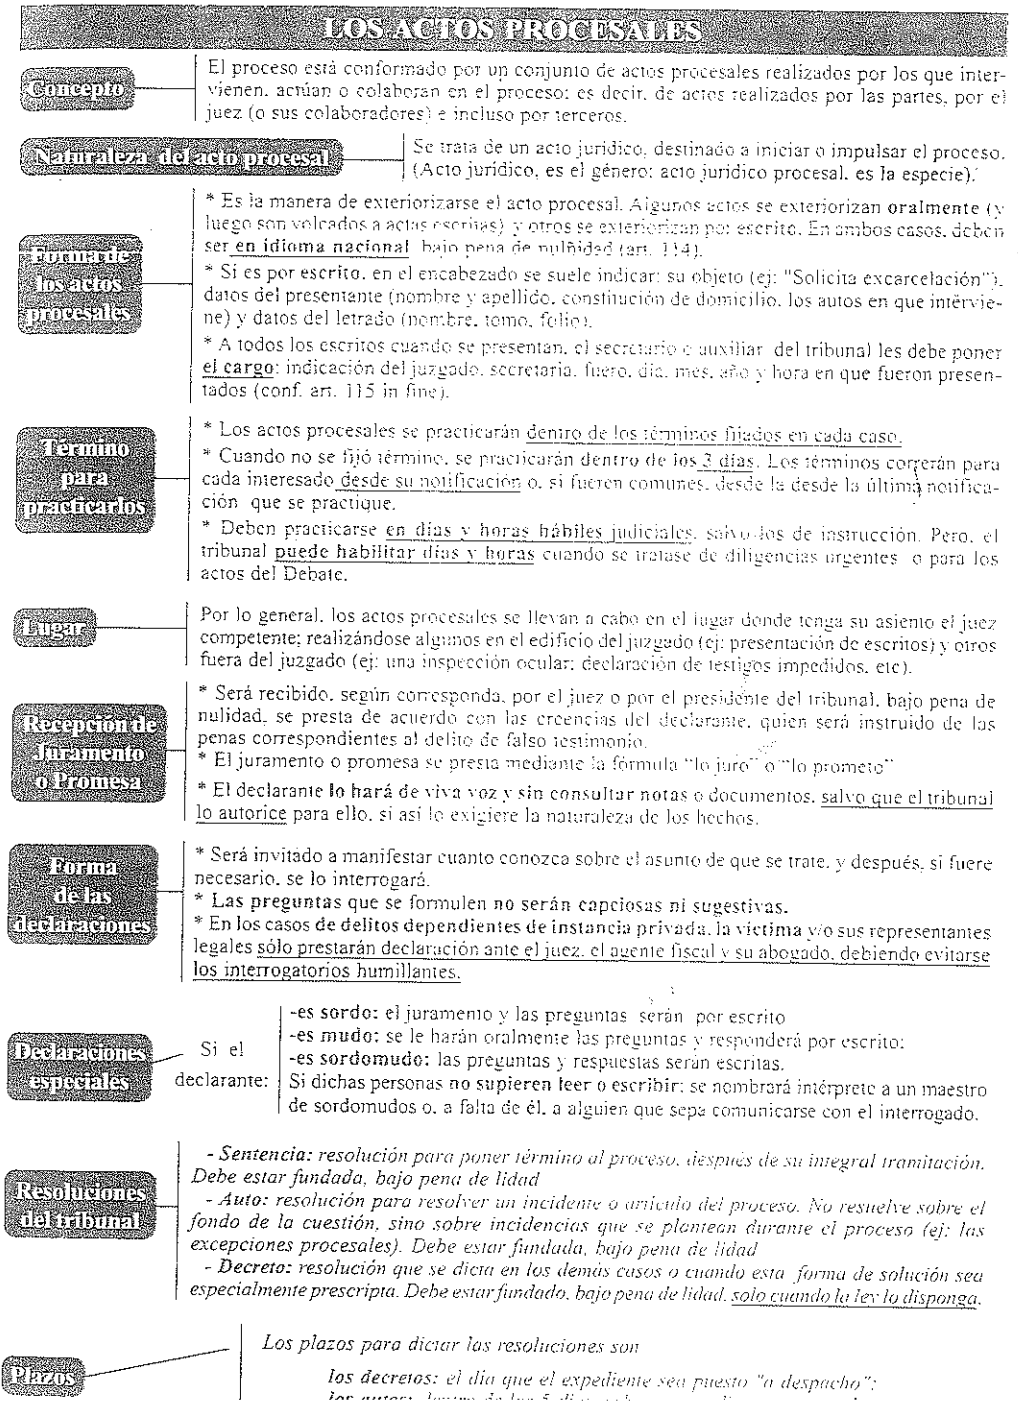 LOS ACTOS PROCESALES
Concepto
El proceso está conformado por un conjunto de actos procesales realizados por los que inter-
vienen, actúan o colaboran en el proceso; es decir, de actos realizados por las partes, por el
juez (o sus colaboradores) e incluso por terceros.
Naturaleza del acto procesal
Se trata de un acto jurídico, destinado a iniciar o impulsar el proceso.
(Acto jurídico, es el género; acto jurídico procesal, es la especie).
Forma de
los actos
procesales
* Es la manera de exteriorizarse el acto procesal. Algunos actos se exteriorizan oralmente (y
luego son volcados a actas escritas) y otros se exteriorizan por escrito. En ambos casos, deben
ser en idioma nacional bajo pena de nulñidad (art. 114).
* Si es por escrito, en el encabezado se suele indicar: su objeto (ej: "Solicita excarcelación"),
datos del presentante (nombre y apellido, constitución de domicilio, los autos en que intervie-
ne) y datos del letrado (nombre, tomo, folio).
* A todos los escritos cuando se presentan, el secretario o auxiliar del tribunal les debe poner
el cargo: indicación del juzgado, secretaria, fuero, día, mes, año y hora en que fueron presen-
tados (conf. art. 115 in fine).
Término
para
practicarlos
* Los actos procesales se practicarán dentro de los términos fijados en cada caso.
* Cuando no se fijó término, se practicarán dentro de los 3 días. Los términos correrán para
cada interesado desde su notificación o, si fueren comunes, desde la desde la última notifica-
ción que se practique.
* Deben practicarse en días y horas hábiles judiciales, salvo los de instrucción. Pero, el
tribunal puede habilitar días y horas cuando se tratase de diligencias urgentes o para los
actos del Debate.
Lugar
Por lo general, los actos procesales se llevan a cabo en el lugar donde tenga su asiento el juez
competente; realizándose algunos en el edificio del juzgado (ej: presentación de escritos) y otros
fuera del juzgado (ej: una inspección ocular; declaración de testigos impedidos, etc).
Recepción de
Juramento
o Promesa
* Será recibido, según corresponda, por el juez o por el presidente del tribunal, bajo pena de
nulidad, se presta de acuerdo con las creencias del declarante, quien será instruido de las
penas correspondientes al delito de falso testimonio.
* El juramento o promesa se presta mediante la fórmula "lo juro" o "lo prometo"
* El declarante lo hará de viva voz y sin consultar notas o documentos, salvo que el tribunal
lo autorice para ello, si así lo exigiere la naturaleza de los hechos.
Forma
de las
declaraciones
* Será invitado a manifestar cuanto conozca sobre el asunto de que se trate, y después, si fuere
necesario, se lo interrogará.
* Las preguntas que se formulen no serán capciosas ni sugestivas.
* En los casos de delitos dependientes de instancia privada, la víctima y/o sus representantes
legales sólo prestarán declaración ante el juez, el agente fiscal y su abogado, debiendo evitarse
los interrogatorios humillantes.
Declaraciones
especiales
Si el
declarante:
-es sordo: el juramento y las preguntas serán por escrito
-es mudo: se le harán oralmente las preguntas y responderá por escrito;
-es sordomudo: las preguntas y respuestas serán escritas.
Si dichas personas no supieren leer o escribir: se nombrará intérprete a un maestro
de sordomudos o, a falta de él, a alguien que sepa comunicarse con el interrogado.
Resoluciones
del tribunal
- Sentencia: resolución para poner término al proceso, después de su integral tramitación.
Debe estar fundada, bajo pena de lidad
- Auto: resolución para resolver un incidente o artículo del proceso. No resuelve sobre el
fondo de la cuestión, sino sobre incidencias que se plantean durante el proceso (ej: las
excepciones procesales). Debe estar fundada, bajo pena de lidad
- Decreto: resolución que se dicta en los demás casos o cuando esta forma de solución sea
especialmente prescripta. Debe estar fundado, bajo pena de lidad, solo cuando la ley lo disponga.
Plazos
Los plazos para dictar las resoluciones son
los decretos: el día que el expediente sea puesto "a despacho";